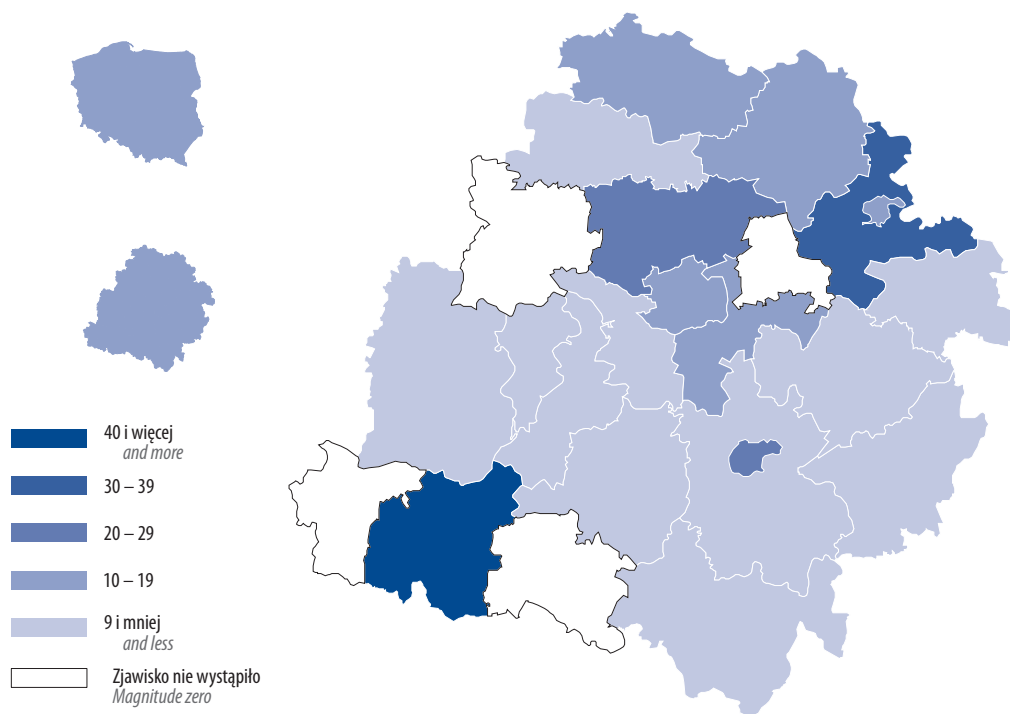 40 i więcej
and more
30 – 39
20 – 29
10 – 19
9 i mniej
and less
Zjawisko nie wystąpiło
Magnitude zero